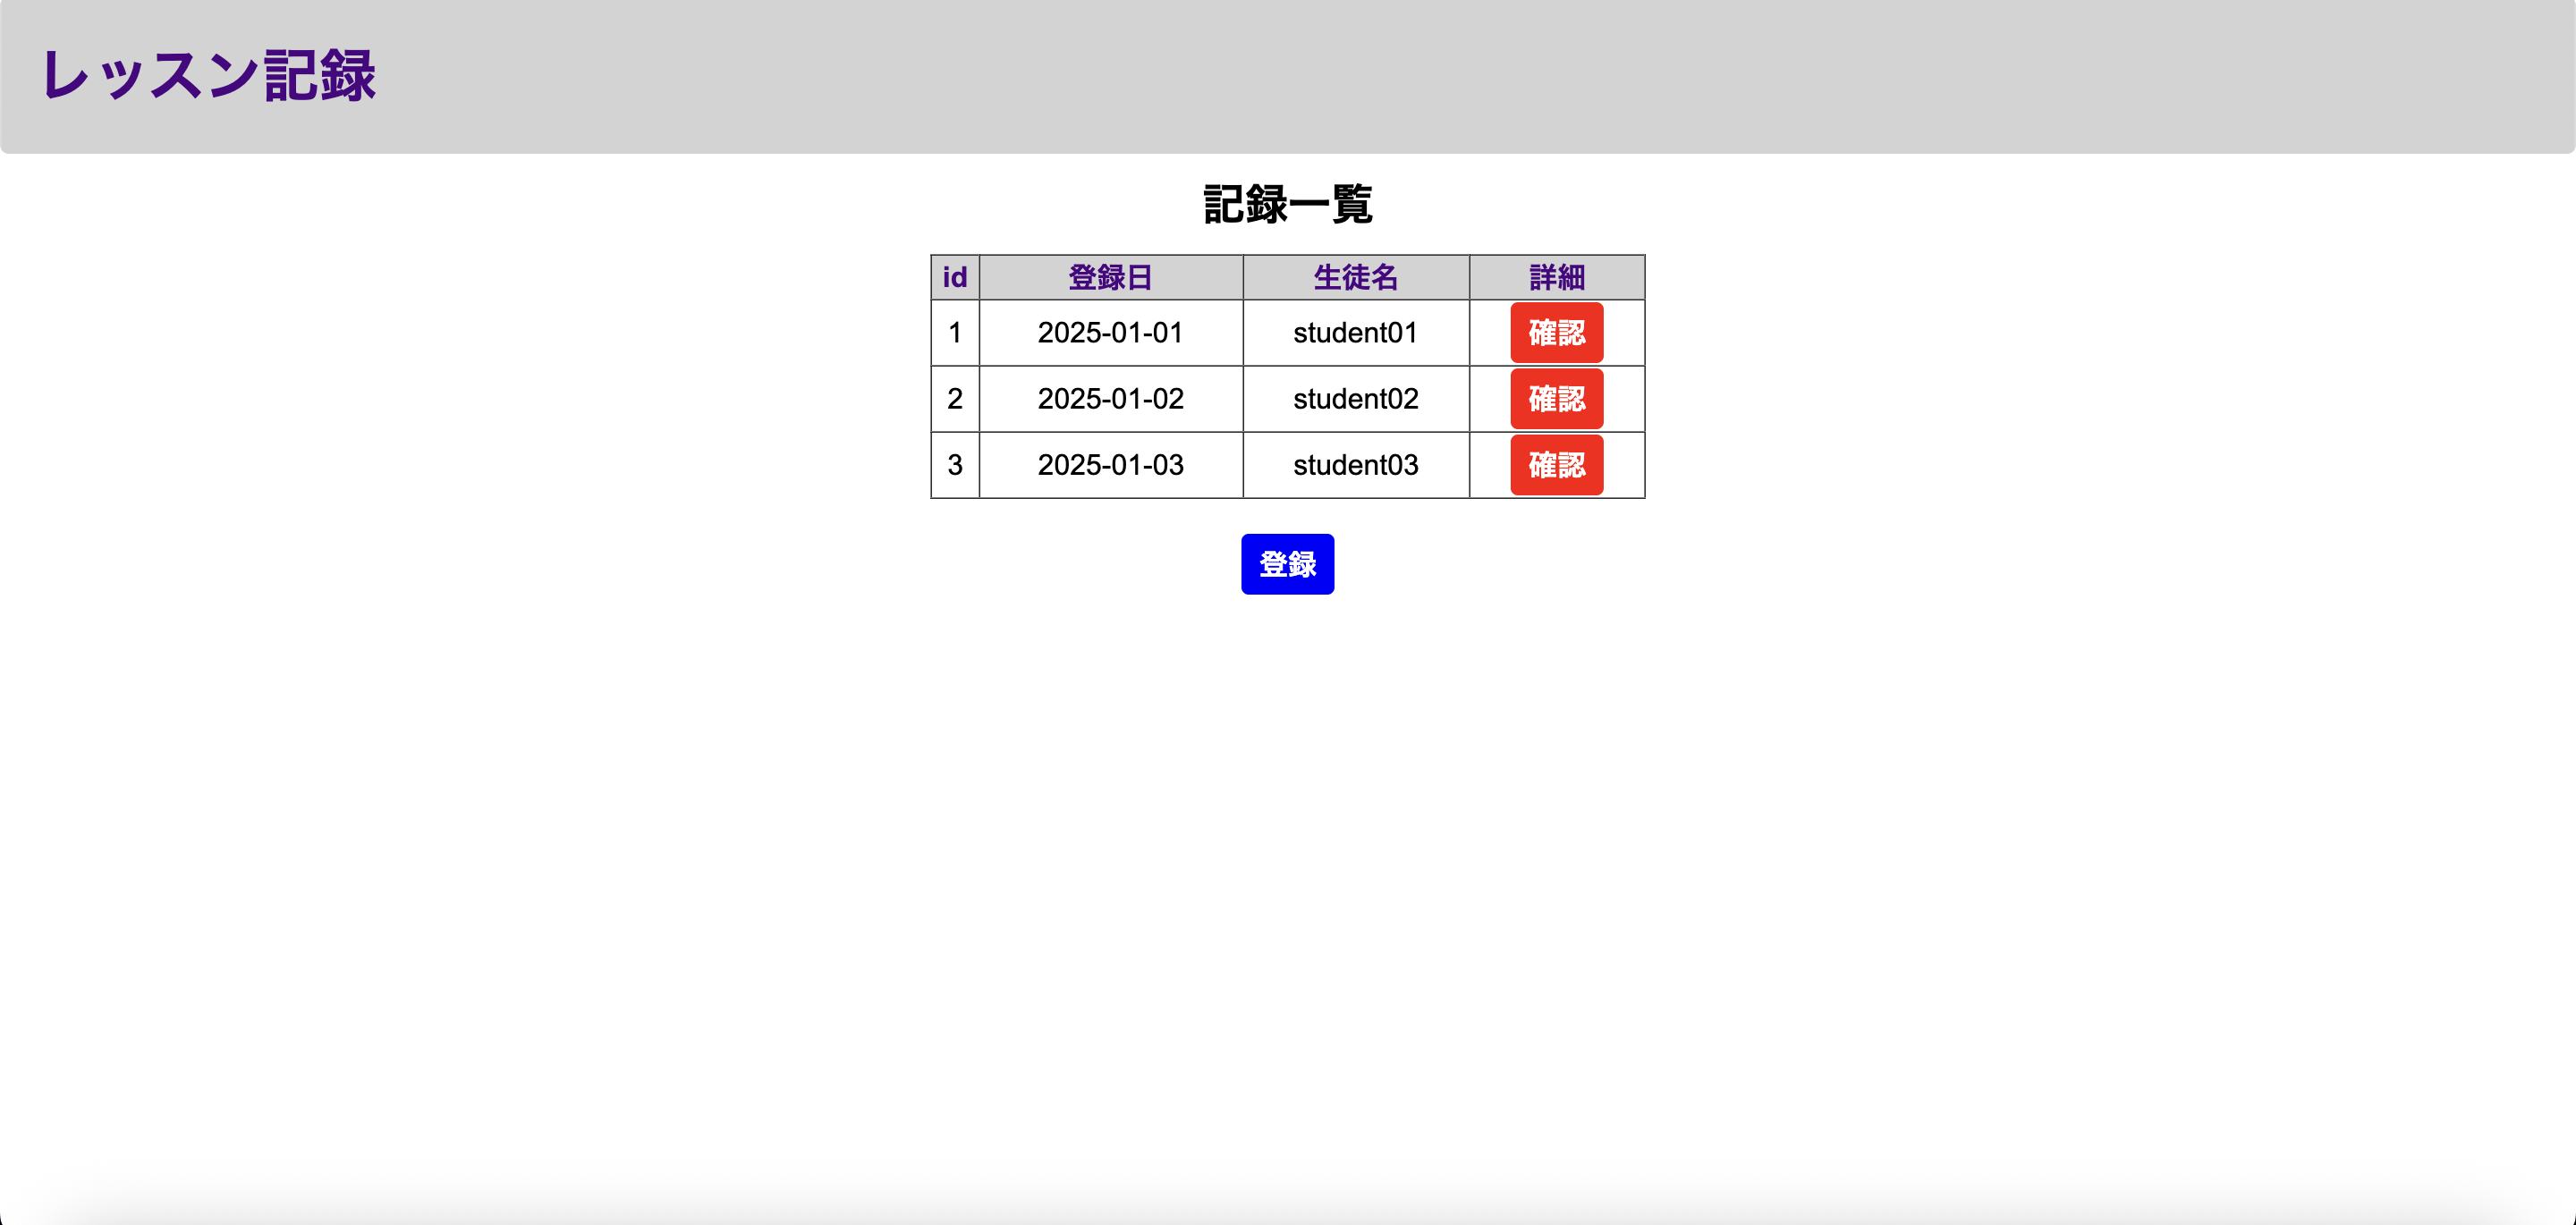 レッスン記録
記録一覧
id 登録日 生徒名 詳細
1 2025-01-01 student01 確認
2 2025-01-02 student02 確認
3 2025-01-03 student03 確認
登録